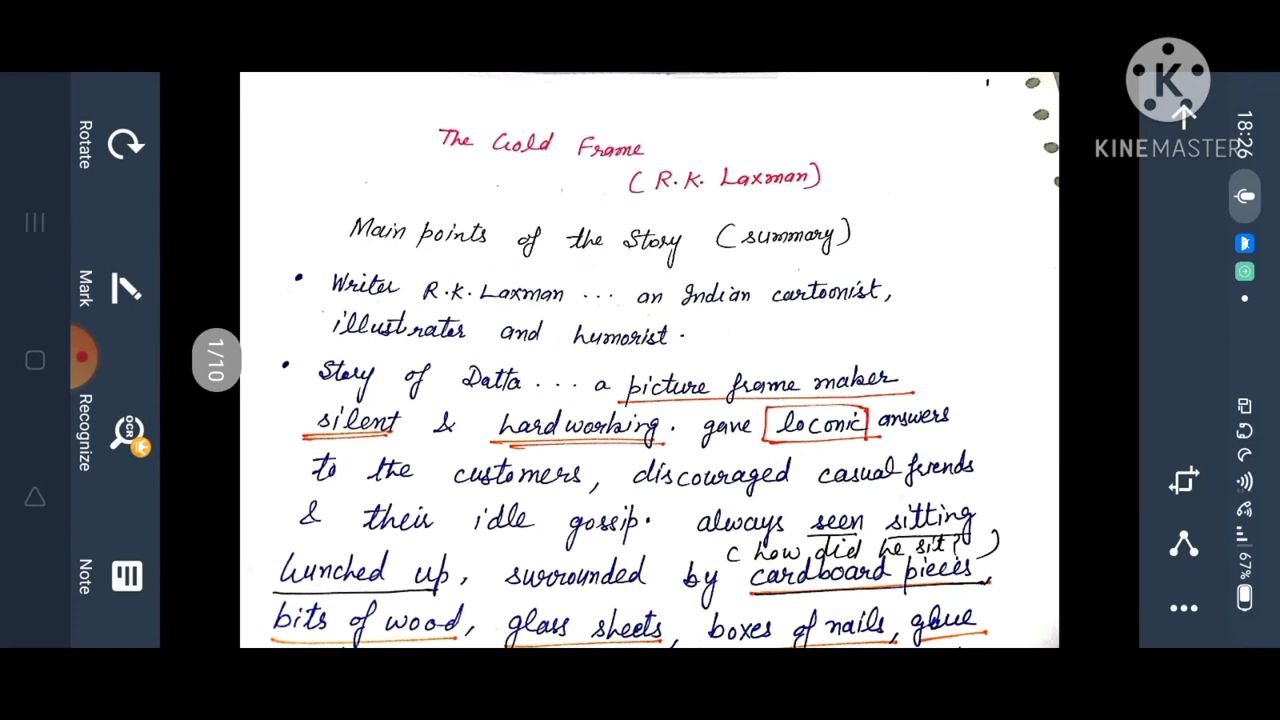 The Gold Frame
(R.K. Laxman)
Main points of the Story (summary)
• Writer R.K. Laxman ... an Indian cartoonist,
illustrator and humorist.
• Story of Datta ... a picture frame maker
silent & hardworking. gave loconic answers
to the customers, discouraged casual friends
& their idle gossip. always seen sitting
( how did he sit? )
hunched up, surrounded by cardboard pieces,
bits of wood, glass sheets, boxes of nails, glue
1/10
Rotate
Mark
Recognize
OCR
Note
K
KINEMASTER
18:26
67%